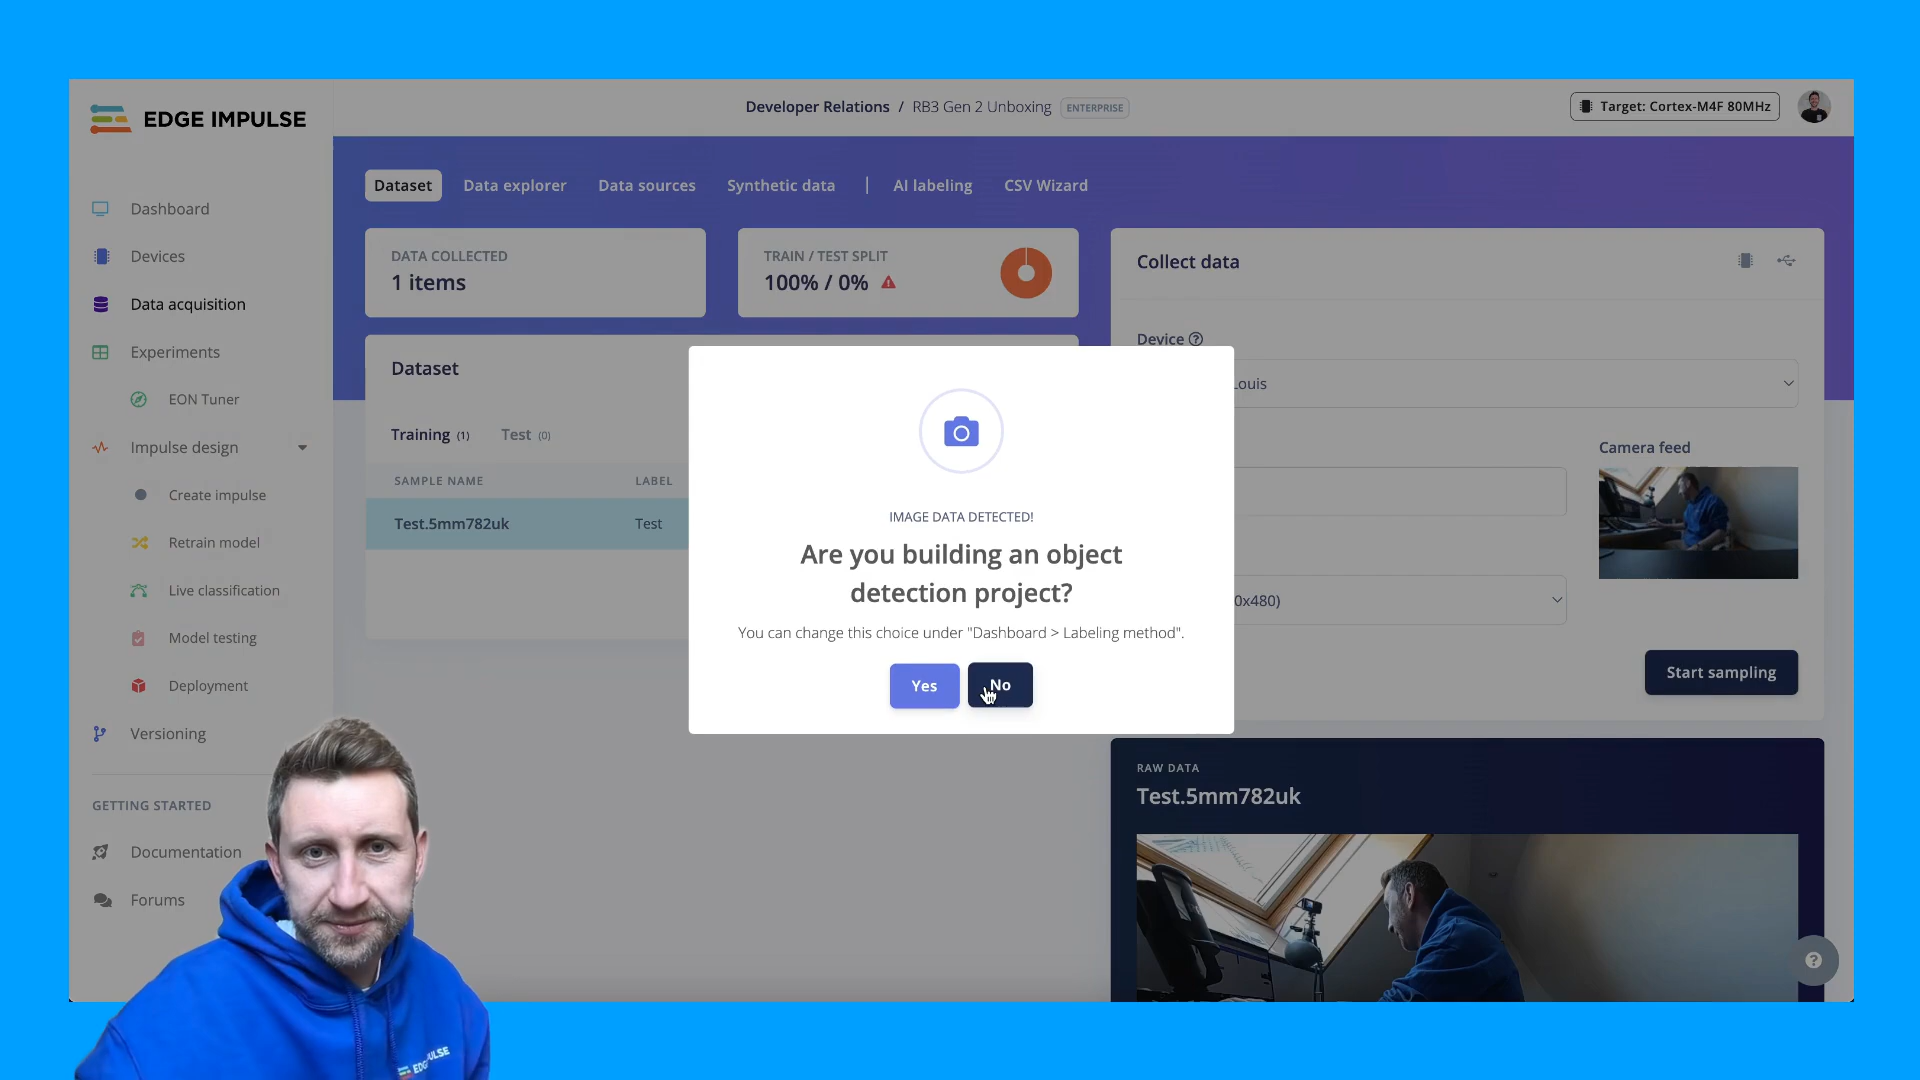 EDGE IMPULSE
Developer Relations / RB3 Gen 2 Unboxing ENTERPRISE
Target: Cortex-M4F 80MHz
Dashboard
Devices
Data acquisition
Experiments
EON Tuner
Impulse design
Create impulse
Retrain model
Live classification
Model testing
Deployment
Versioning
GETTING STARTED
Documentation
Forums
Dataset
Data explorer
Data sources
Synthetic data
|
AI labeling
CSV Wizard
DATA COLLECTED
1 items
TRAIN / TEST SPLIT
100% / 0%
Dataset
Training (1)
Test (0)
SAMPLE NAME
LABEL
Test.5mm782uk
Test
IMAGE DATA DETECTED!
Are you building an object
detection project?
You can change this choice under "Dashboard > Labeling method".
Yes
No
Collect data
Device
Louis
Camera feed
0x480)
Start sampling
RAW DATA
Test.5mm782uk
?